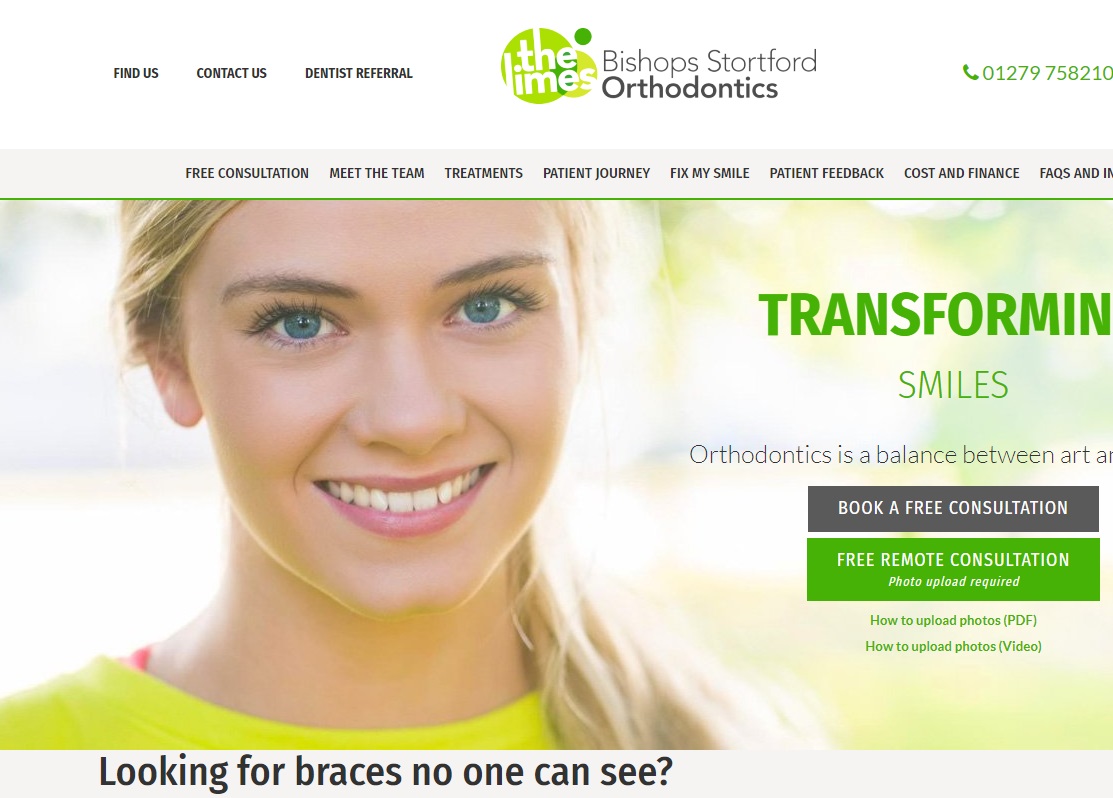 FIND US
CONTACT US
DENTIST REFERRAL
the limes
Bishops Stortford
Orthodontics
01279 758210
FREE CONSULTATION
MEET THE TEAM
TREATMENTS
PATIENT JOURNEY
FIX MY SMILE
PATIENT FEEDBACK
COST AND FINANCE
FAQS AND IN
TRANSFORMIN
SMILES
Orthodontics is a balance between art an
BOOK A FREE CONSULTATION
FREE REMOTE CONSULTATION
Photo upload required
How to upload photos (PDF)
How to upload photos (Video)
Looking for braces no one can see?